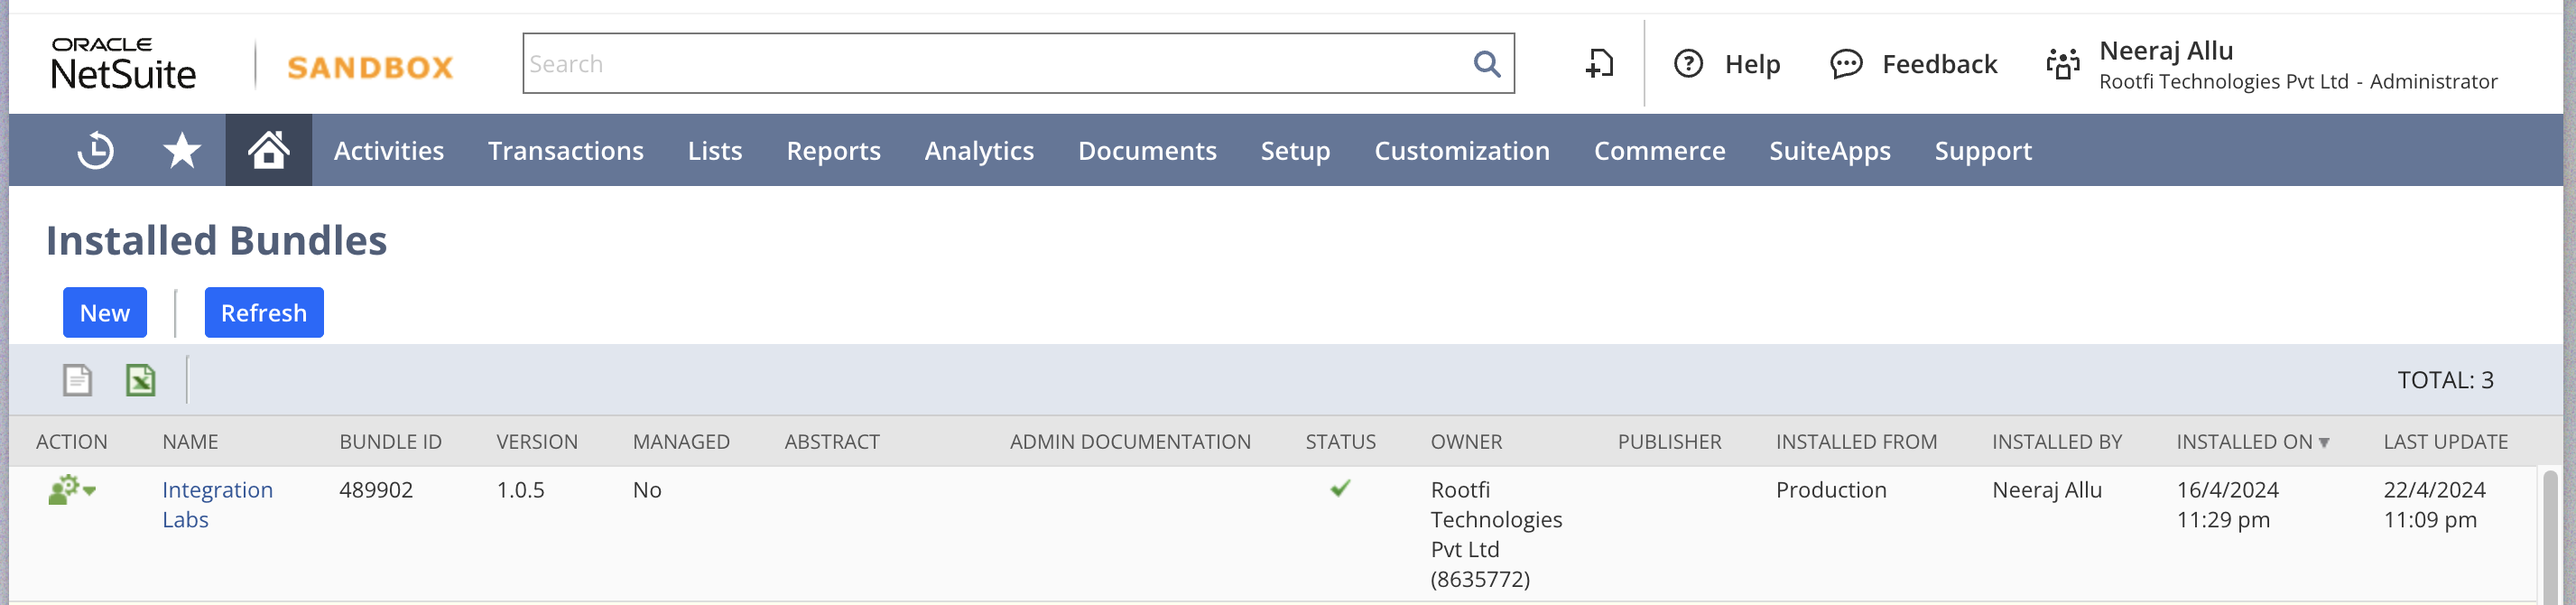 ORACLE
NetSuite
SANDBOX
Search
Help
Feedback
Neeraj Allu
Rootfi Technologies Pvt Ltd - Administrator
Activities Transactions Lists Reports Analytics Documents Setup Customization Commerce SuiteApps Support
Installed Bundles
New
Refresh
TOTAL: 3
ACTION NAME BUNDLE ID VERSION MANAGED ABSTRACT ADMIN DOCUMENTATION STATUS OWNER PUBLISHER INSTALLED FROM INSTALLED BY INSTALLED ON ▼ LAST UPDATE
Integration
Labs
489902
1.0.5
No
Rootfi
Technologies
Pvt Ltd
(8635772)
Production
Neeraj Allu
16/4/2024
11:29 pm
22/4/2024
11:09 pm